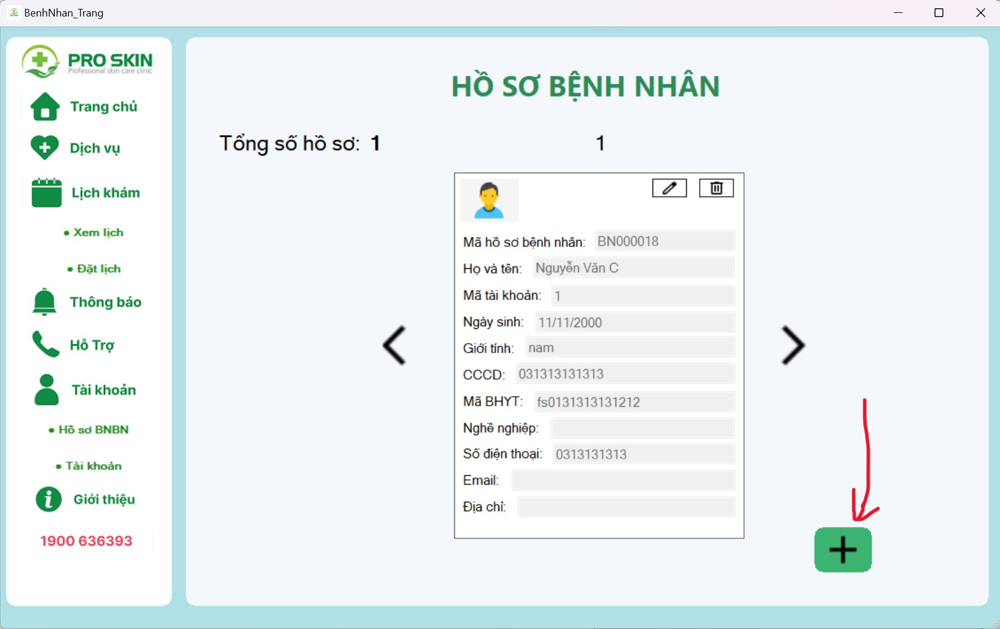 BenhNhan_Trang
PRO SKIN
Professional skin care clinic
Trang chủ
Dịch vụ
Lịch khám
• Xem lịch
• Đặt lịch
Thông báo
Hỗ Trợ
Tài khoản
• Hồ sơ BNBN
• Tài khoản
Giới thiệu
1900 636393
HỒ SƠ BỆNH NHÂN
Tổng số hồ sơ: 1
1
Mã hồ sơ bệnh nhân: BN000018
Họ và tên: Nguyễn Văn C
Mã tài khoản: 1
Ngày sinh: 11/11/2000
Giới tính: nam
CCCD: 031313131313
Mã BHYT: fs0131313131212
Nghề nghiệp:
Số điện thoại: 0313131313
Email:
Địa chỉ: